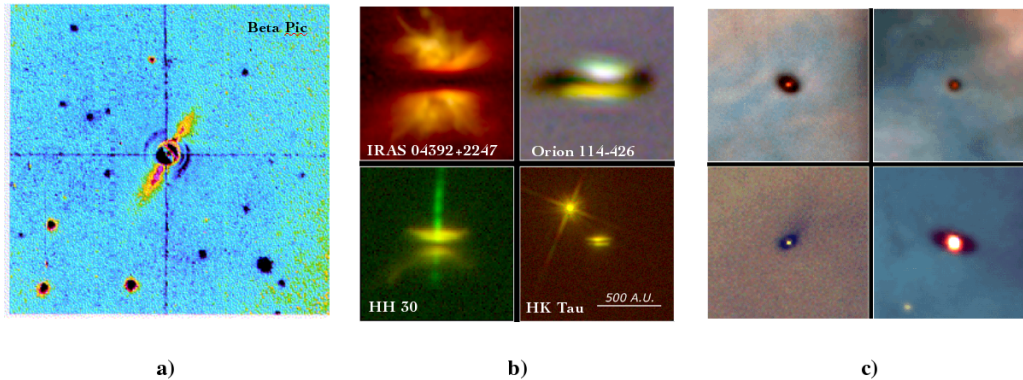 Beta Pic
IRAS 04392+2247
Orion 114-426
HH 30
HK Tau
500 A.U.
a)
b)
c)